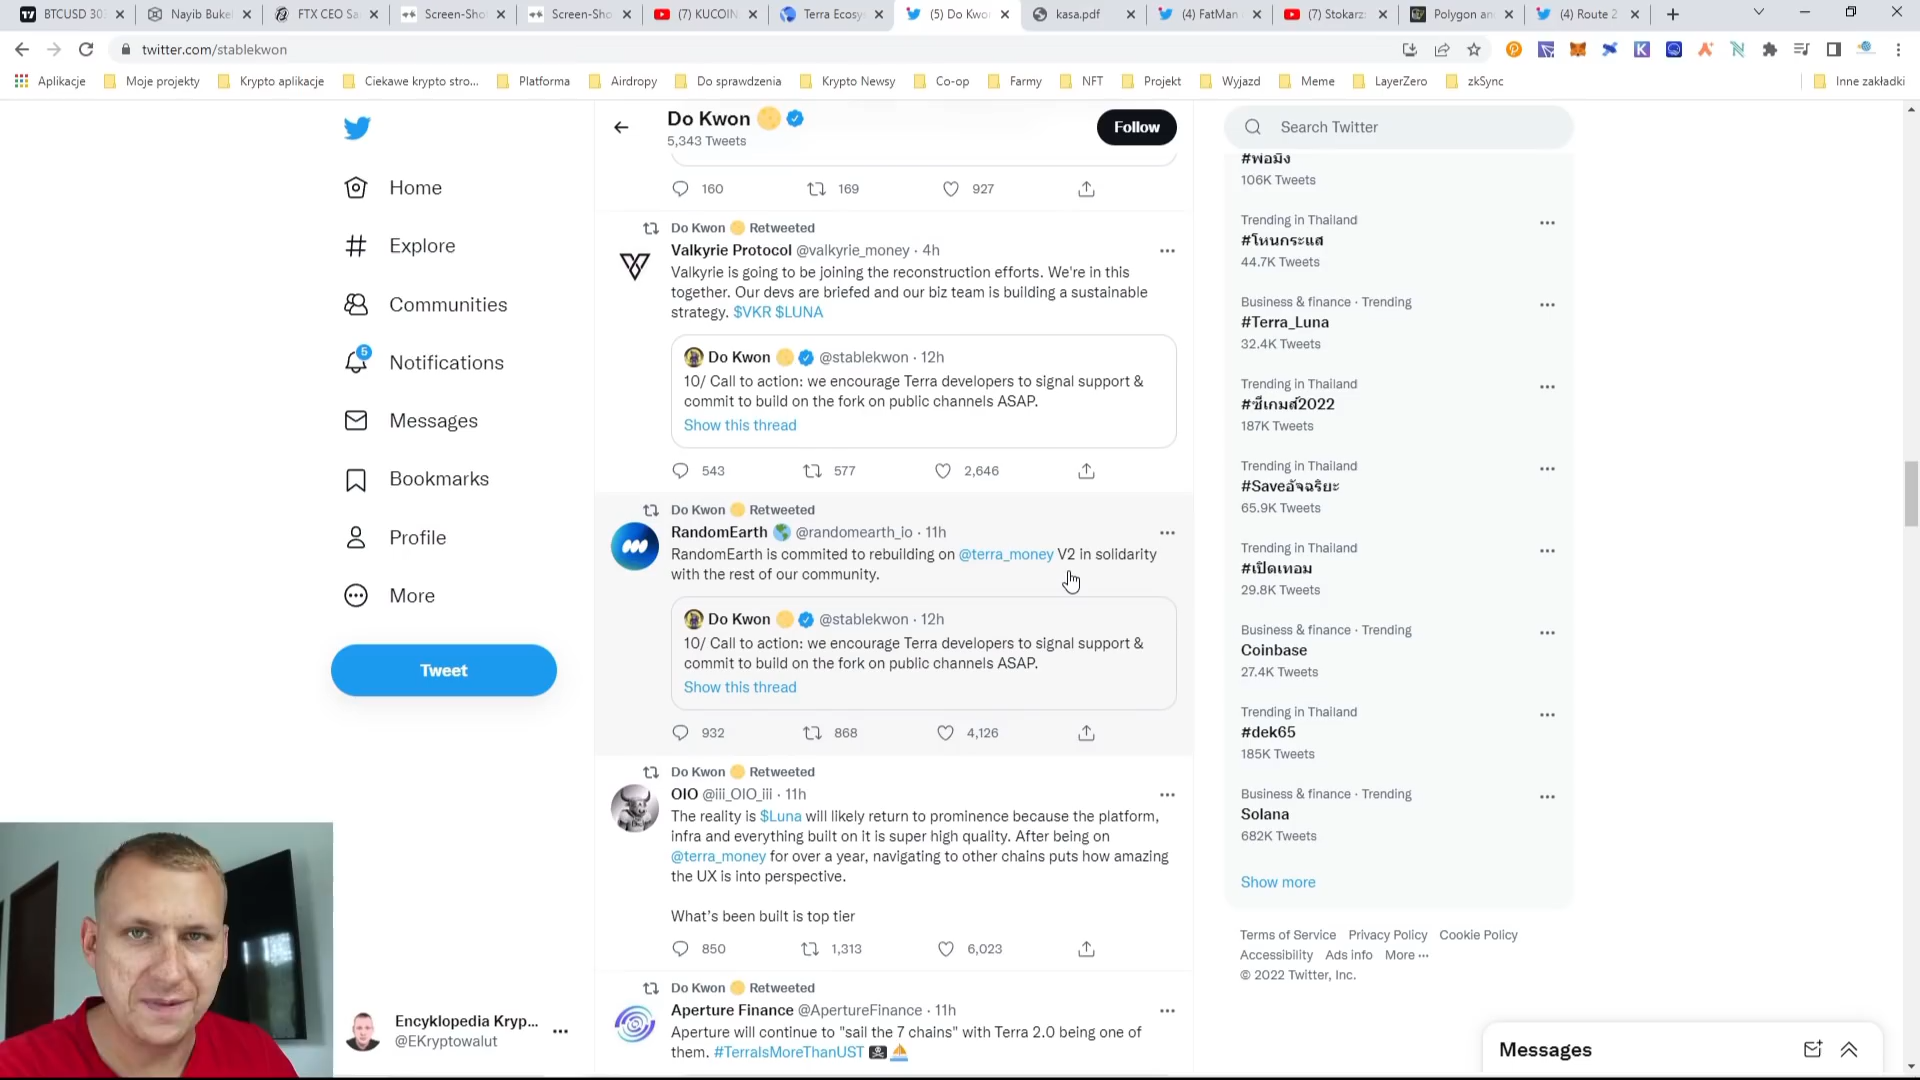 BTCUSD 30:
Nayib Buke
FTX CEO Sa
Screen-Sho
Screen-Sho
(7) KUCOIN
Terra Ecosy
(5) Do Kwo
kasa.pdf
(4) FatMan
(7) Stokarz
Polygon an
(4) Route 2
twitter.com/stablekwon
Aplikacje
Moje projekty
Krypto aplikacje
Ciekawe krypto stro...
Platforma
Airdropy
Do sprawdzenia
Krypto Newsy
Co-op
Farmy
NFT
Projekt
Wyjazd
Meme
LayerZero
zkSync
Inne zakładki
Home
Explore
Communities
5
Notifications
Messages
Bookmarks
Profile
More
Tweet
Encyklopedia Kryp...
@EKryptowalut
Do Kwon
5,343 Tweets
Follow
160 169 927
Do Kwon Retweeted
Valkyrie Protocol @valkyrie_money · 4h
Valkyrie is going to be joining the reconstruction efforts. We're in this
together. Our devs are briefed and our biz team is building a sustainable
strategy. $VKR $LUNA
Do Kwon @stablekwon · 12h
10/ Call to action: we encourage Terra developers to signal support &
commit to build on the fork on public channels ASAP.
Show this thread
543 577 2,646
Do Kwon Retweeted
RandomEarth @randomearth_io · 11h
RandomEarth is commited to rebuilding on @terra_money V2 in solidarity
with the rest of our community.
Do Kwon @stablekwon · 12h
10/ Call to action: we encourage Terra developers to signal support &
commit to build on the fork on public channels ASAP.
Show this thread
932 868 4,126
Do Kwon Retweeted
OIO @iii_OIO_iii · 11h
The reality is $Luna will likely return to prominence because the platform,
infra and everything built on it is super high quality. After being on
@terra_money for over a year, navigating to other chains puts how amazing
the UX is into perspective.
What's been built is top tier
850 1,313 6,023
Do Kwon Retweeted
Aperture Finance @ApertureFinance · 11h
Aperture will continue to "sail the 7 chains" with Terra 2.0 being one of
them. #TerraIsMoreThanUST
Search Twitter
#พ่อมึง
106K Tweets
Trending in Thailand
#โหนกระแส
44.7K Tweets
Business & finance · Trending
#Terra_Luna
32.4K Tweets
Trending in Thailand
#ซีเกมส์2022
187K Tweets
Trending in Thailand
#Saveอัจฉริยะ
65.9K Tweets
Trending in Thailand
#เปิดเทอม
29.8K Tweets
Business & finance · Trending
Coinbase
27.4K Tweets
Trending in Thailand
#dek65
185K Tweets
Business & finance · Trending
Solana
682K Tweets
Show more
Terms of Service Privacy Policy Cookie Policy
Accessibility Ads info More ···
© 2022 Twitter, Inc.
Messages